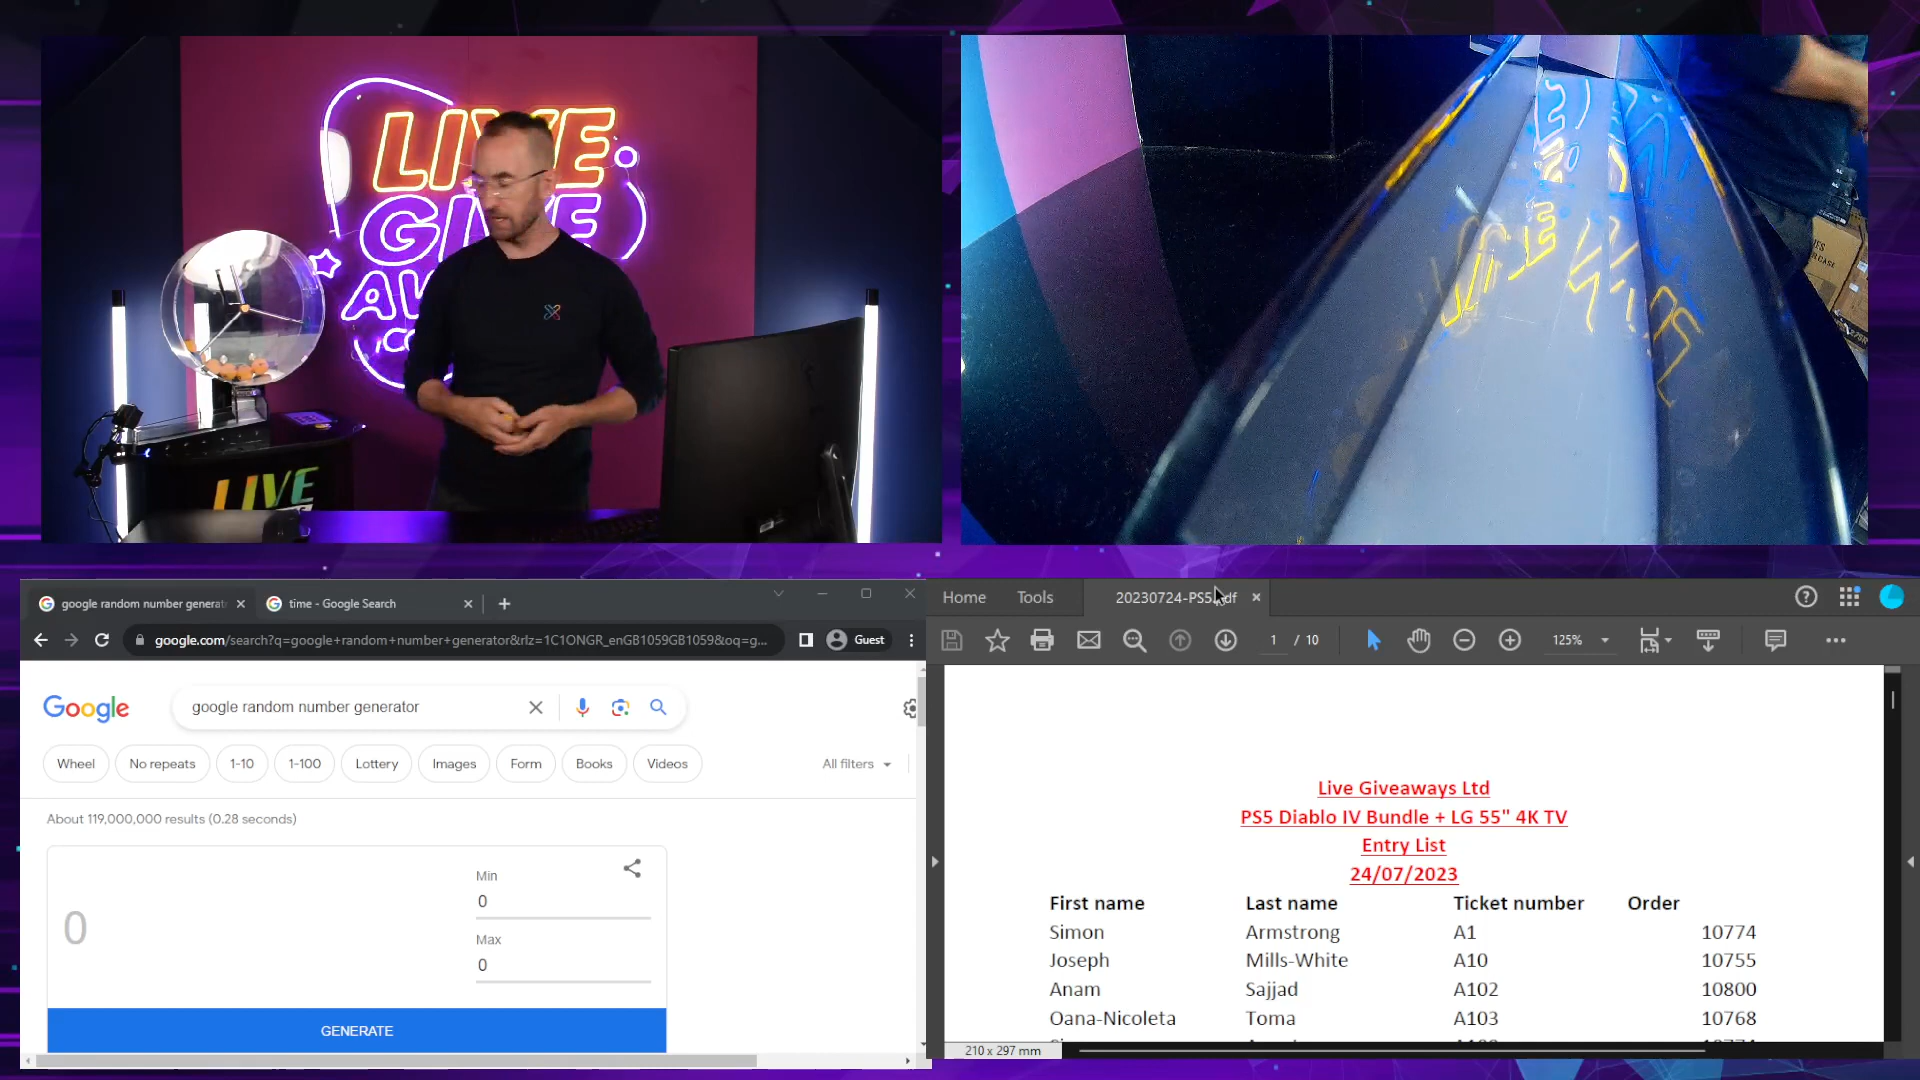 LIVE
GIVE
AW
CO
LIVE
google random number generat
time - Google Search
google.com/search?q=google+random+number+generator&rlz=1C1ONGR_enGB1059GB1059&oq=g...
Guest
Google
google random number generator
Wheel
No repeats
1-10
1-100
Lottery
Images
Form
Books
Videos
All filters
About 119,000,000 results (0.28 seconds)
0
Min
0
Max
0
GENERATE
Home
Tools
20230724-PS5.pdf
1 / 10
125%
Live Giveaways Ltd
PS5 Diablo IV Bundle + LG 55" 4K TV
Entry List
24/07/2023
First name Last name Ticket number Order
Simon Armstrong A1 10774
Joseph Mills-White A10 10755
Anam Sajjad A102 10800
Oana-Nicoleta Toma A103 10768
210 x 297 mm